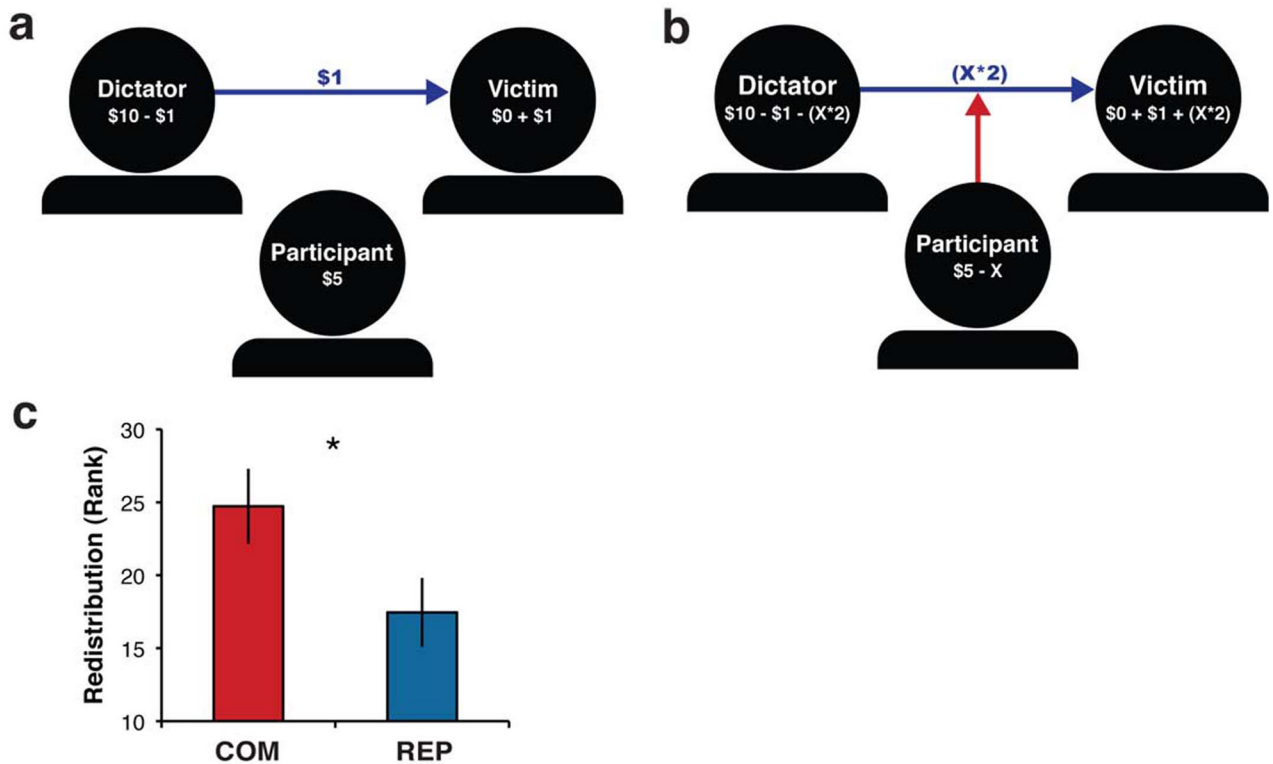 a
Dictator
$10 - $1
$1
Victim
$0 + $1
Participant
$5
b
Dictator
$10 - $1 - (X*2)
(X*2)
Victim
$0 + $1 + (X*2)
Participant
$5 - X
c
Redistribution (Rank)
30
25
20
15
10
*
COM
REP